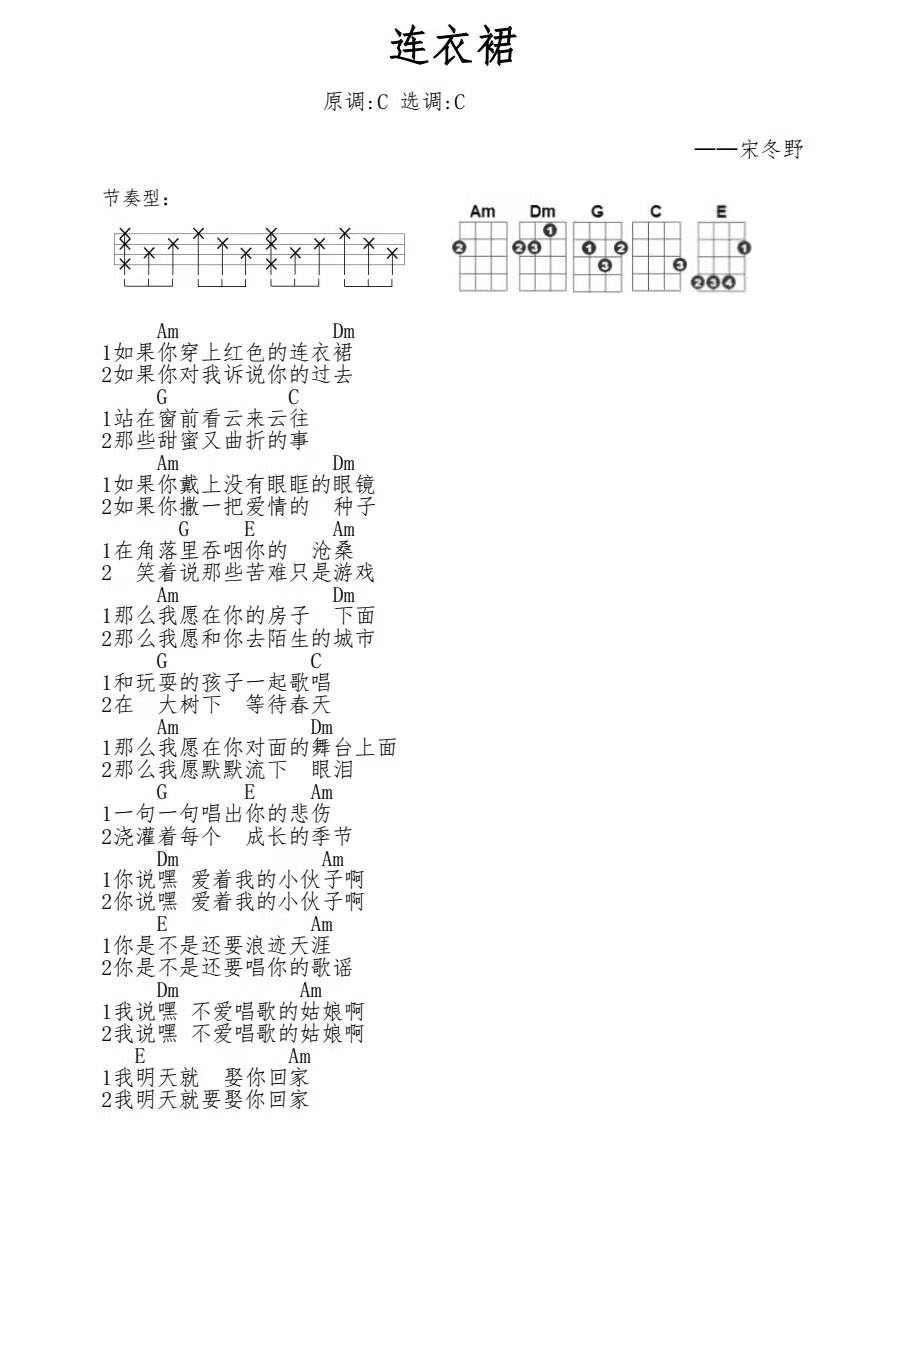 连衣裙
原调:C 选调:C
——宋冬野
节奏型:
Am Dm G C E
2 2 3 1 1 2 3 3 1 2 3 4
Am Dm
1如果你穿上红色的连衣裙
2如果你对我诉说你的过去
G C
1站在窗前看云来云往
2那些甜蜜又曲折的事
Am Dm
1如果你戴上没有眼眶的眼镜
2如果你撒一把爱情的 种子
G E Am
1在角落里吞咽你的 沧桑
2 笑着说那些苦难只是游戏
Am Dm
1那么我愿在你的房子 下面
2那么我愿和你去陌生的城市
G C
1和玩耍的孩子一起歌唱
2在 大树下 等待春天
Am Dm
1那么我愿在你对面的舞台上面
2那么我愿默默流下 眼泪
G E Am
1一句一句唱出你的悲伤
2浇灌着每个 成长的季节
Dm Am
1你说嘿 爱着我的小伙子啊
2你说嘿 爱着我的小伙子啊
E Am
1你是不是还要浪迹天涯
2你是不是还要唱你的歌谣
Dm Am
1我说嘿 不爱唱歌的姑娘啊
2我说嘿 不爱唱歌的姑娘啊
E Am
1我明天就 娶你回家
2我明天就要娶你回家